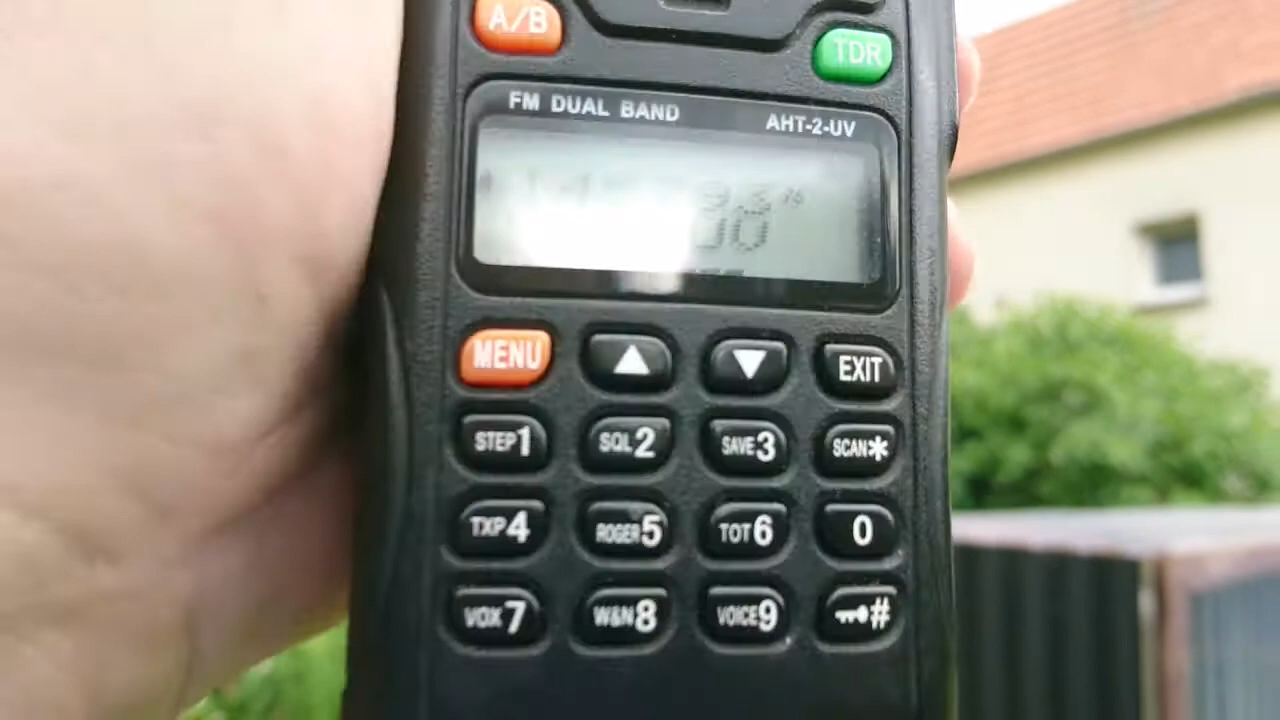 A/B
TDR
FM DUAL BAND
AHT-2-UV
MENU ▲ ▼ EXIT
STEP1 SQL2 SAVE3 SCAN*
TXP4 ROGER5 TOT6 0
VOX7 W&N8 VOICE9 #